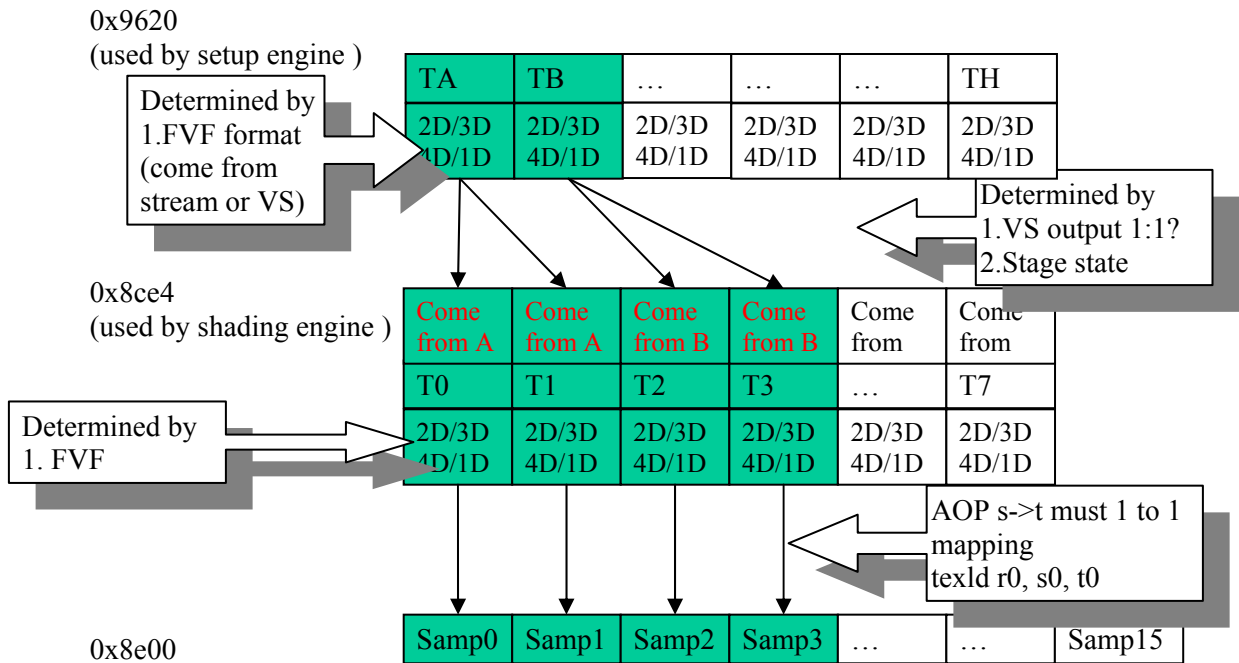 0x9620
(used by setup engine )
Determined by
1.FVF format
(come from
stream or VS)
TA TB … … … TH
2D/3D 2D/3D 2D/3D 2D/3D 2D/3D 2D/3D
4D/1D 4D/1D 4D/1D 4D/1D 4D/1D 4D/1D
Determined by
1.VS output 1:1?
2.Stage state
0x8ce4
(used by shading engine )
Come Come Come Come Come Come
from A from A from B from B from from
T0 T1 T2 T3 … T7
Determined by
1. FVF
2D/3D 2D/3D 2D/3D 2D/3D 2D/3D 2D/3D
4D/1D 4D/1D 4D/1D 4D/1D 4D/1D 4D/1D
AOP s->t must 1 to 1
mapping
texld r0, s0, t0
0x8e00
Samp0 Samp1 Samp2 Samp3 … … Samp15